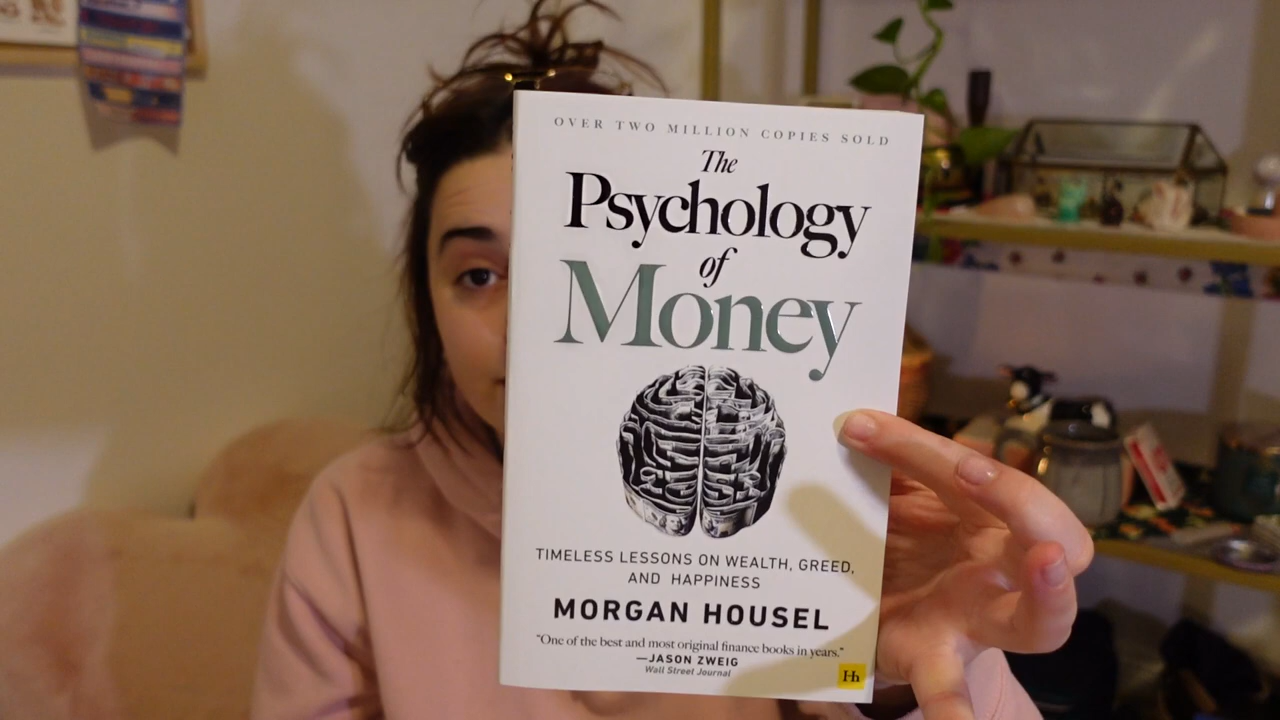 OVER TWO MILLION COPIES SOLD
The
Psychology
of
Money
TIMELESS LESSONS ON WEALTH, GREED,
AND HAPPINESS
MORGAN HOUSEL
“One of the best and most original finance books in years.”
—JASON ZWEIG
Wall Street Journal
Hh